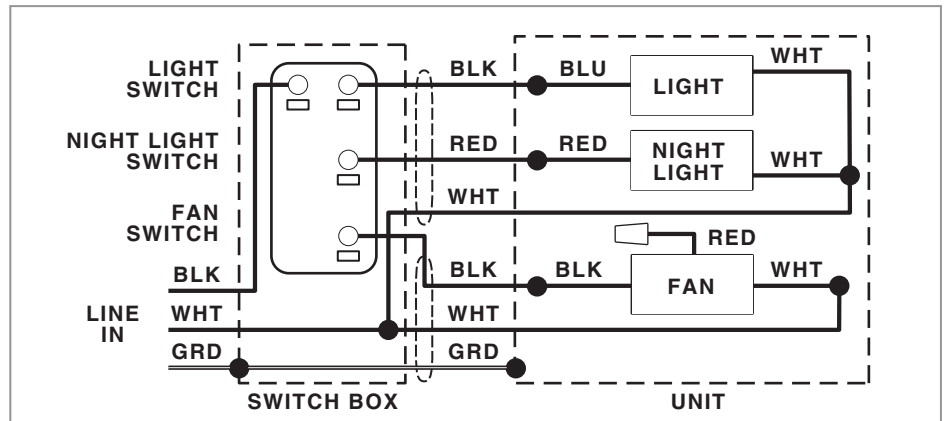 LIGHT
SWITCH
BLK
BLU
WHT
LIGHT
NIGHT LIGHT
SWITCH
RED
RED
NIGHT
LIGHT
WHT
WHT
FAN
SWITCH
RED
BLK
BLK
BLK
FAN
WHT
LINE
IN
WHT
WHT
GRD
GRD
SWITCH BOX
UNIT